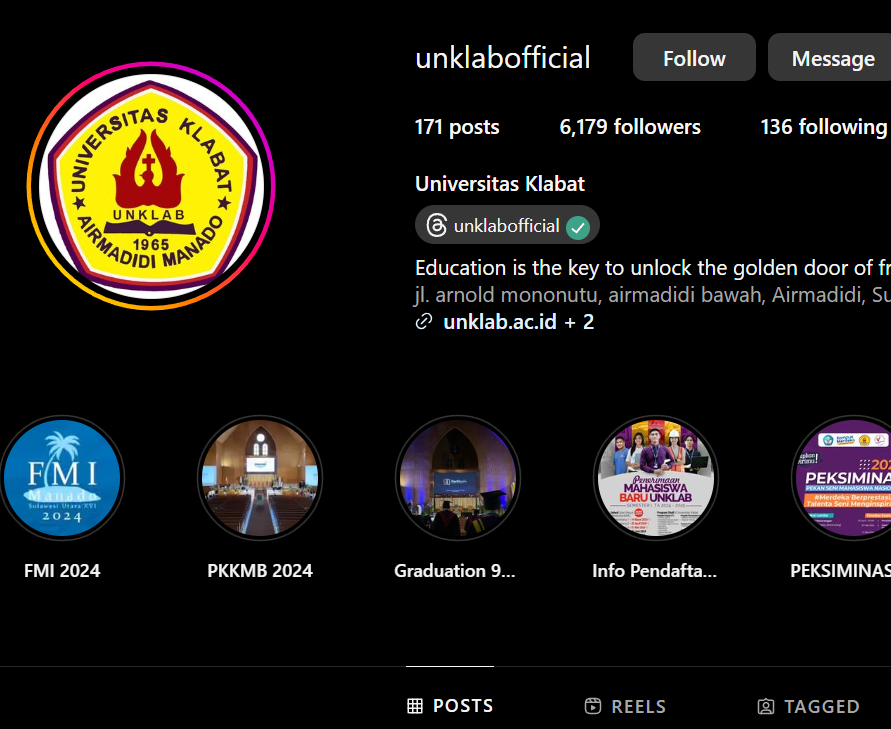 unklabofficial
Follow
Message
171 posts
6,179 followers
136 following
Universitas Klabat
unklabofficial
Education is the key to unlock the golden door of fr
jl. arnold mononutu, airmadidi bawah, Airmadidi, Su
unklab.ac.id + 2
UNIVERSITAS KLABAT
UNKLAB
1965
AIRMADIDI MANADO
FMI
Manado
Sulawesi Utara XVI
2024
Penerimaan
MAHASISWA
BARU UNKLAB
PEKSIMINA
PEKAN SENI MAHASISWA NASIO
#Merdeka Berprestasi
Talenta Seni Menginspira
FMI 2024
PKKMB 2024
Graduation 9...
Info Pendafta...
PEKSIMINAS
POSTS
REELS
TAGGED